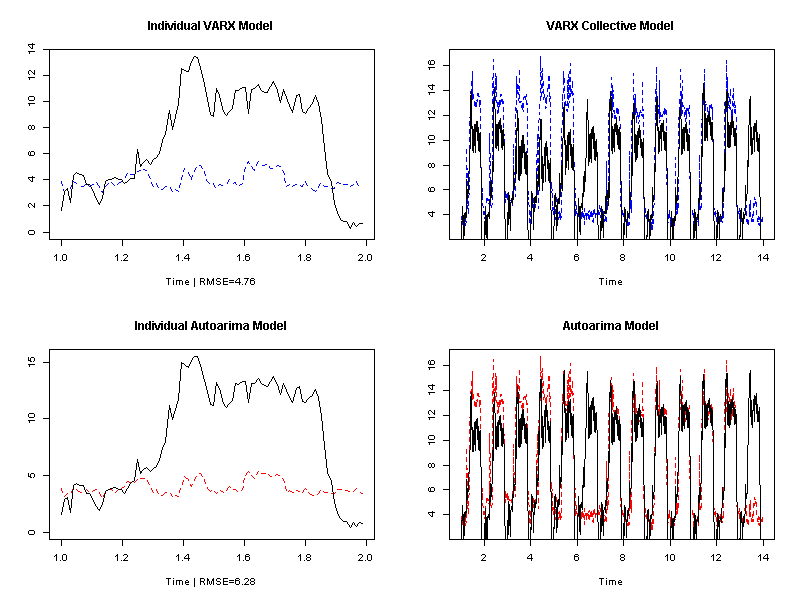 Individual VARX Model
14
12
10
8
6
4
2
0
1.0 1.2 1.4 1.6 1.8 2.0
Time | RMSE=4.76
VARX Collective Model
16
14
12
10
8
6
4
2 4 6 8 10 12 14
Time
Individual Autoarima Model
15
10
5
0
1.0 1.2 1.4 1.6 1.8 2.0
Time | RMSE=6.28
Autoarima Model
16
14
12
10
8
6
4
2 4 6 8 10 12 14
Time